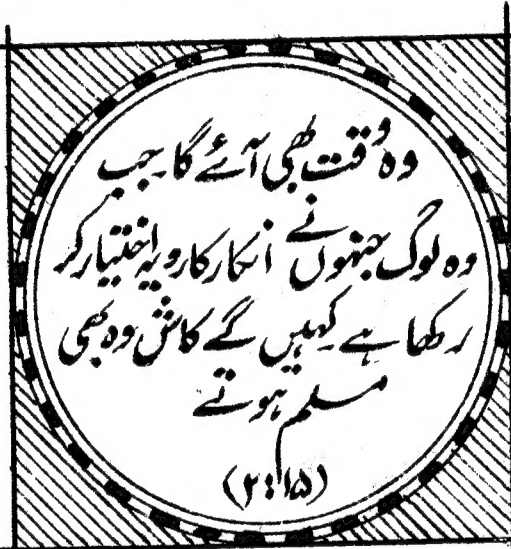 وہ وقت بھی آئے گا جب
وہ لوگ جنہوں نے انکار کا رویہ اختیار کر
رکھا ہے کہیں گے کاش وہ بھی
مسلم ہوتے
(۲:۱۵)